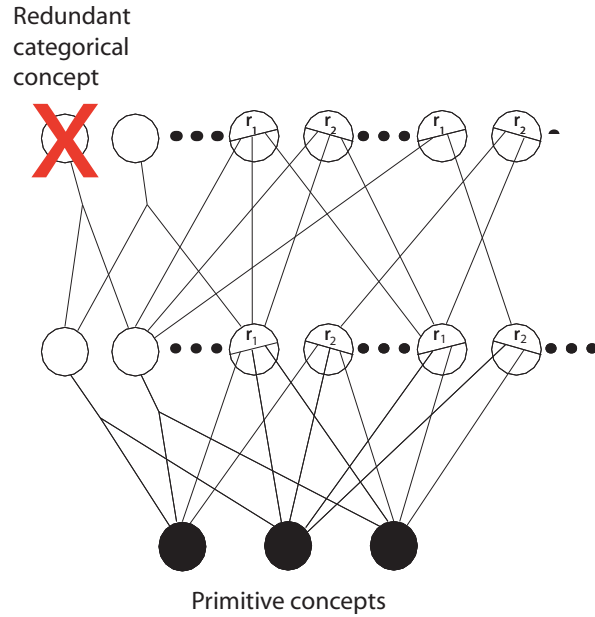 Redundant
categorical
concept
r1 r2 r1 r2
r1 r2 r1 r2
Primitive concepts